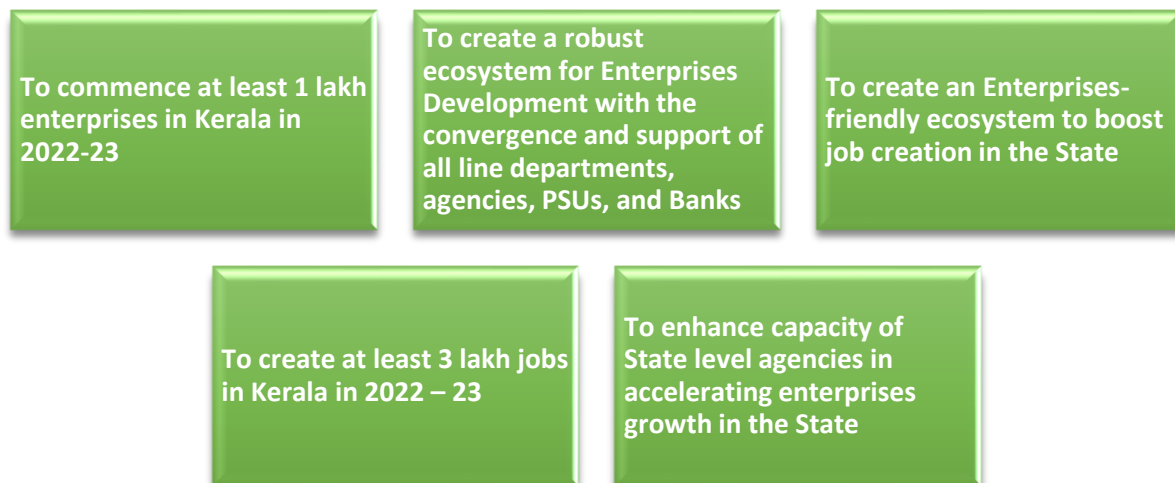 To commence at least 1 lakh
enterprises in Kerala in
2022-23
To create a robust
ecosystem for Enterprises
Development with the
convergence and support of
all line departments,
agencies, PSUs, and Banks
To create an Enterprises-
friendly ecosystem to boost
job creation in the State
To create at least 3 lakh jobs
in Kerala in 2022 – 23
To enhance capacity of
State level agencies in
accelerating enterprises
growth in the State